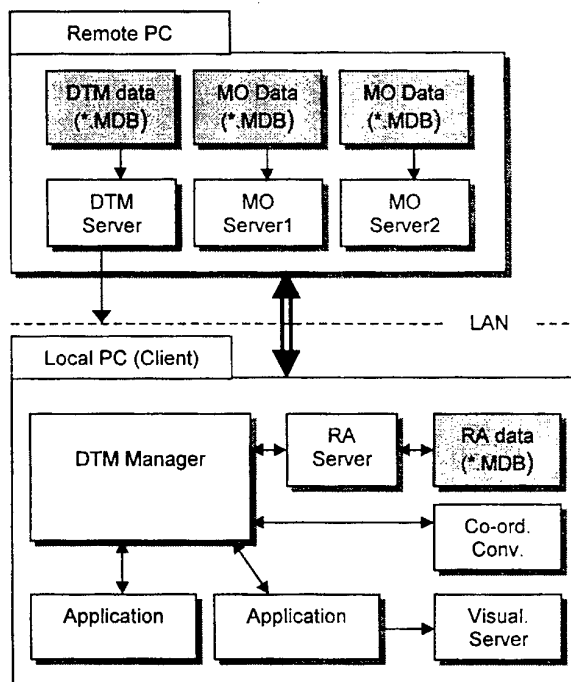 Remote PC
DTM data
(*.MDB)
MO Data
(*.MDB)
MO Data
(*.MDB)
DTM
Server
MO
Server1
MO
Server2
LAN
Local PC (Client)
DTM Manager
RA
Server
RA data
(*.MDB)
Co-ord.
Conv.
Application
Application
Visual.
Server